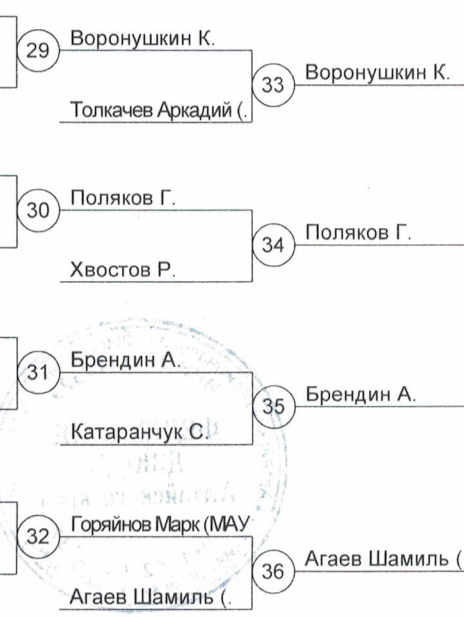 29
Воронушкин К.
33
Воронушкин К.
Толкачев Аркадий (.
30
Поляков Г.
34
Поляков Г.
Хвостов Р.
31
Брендин А.
35
Брендин А.
Катаранчук С.
32
Горяйнов Марк (МАУ
36
Агаев Шамиль (
Агаев Шамиль (.